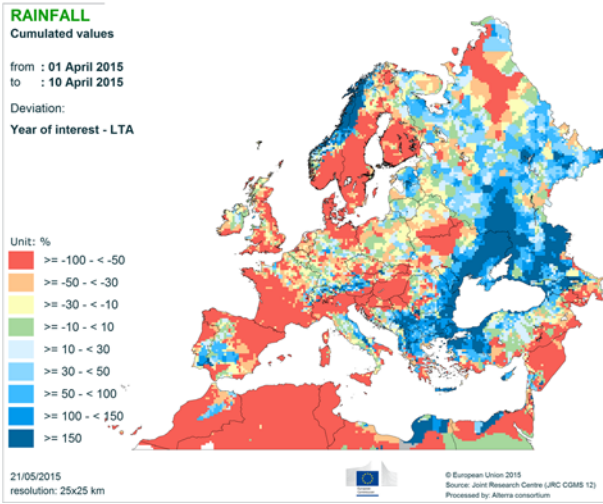 RAINFALL
Cumulated values
from : 01 April 2015
to : 10 April 2015
Deviation:
Year of interest - LTA
Unit: %
>= -100 - < -50
>= -50 - < -30
>= -30 - < -10
>= -10 - < 10
>= 10 - < 30
>= 30 - < 50
>= 50 - < 100
>= 100 - < 150
>= 150
21/05/2015
resolution: 25x25 km
© European Union 2015
Source: Joint Research Centre (JRC CGMS 12)
Processed by: Alterra consortium